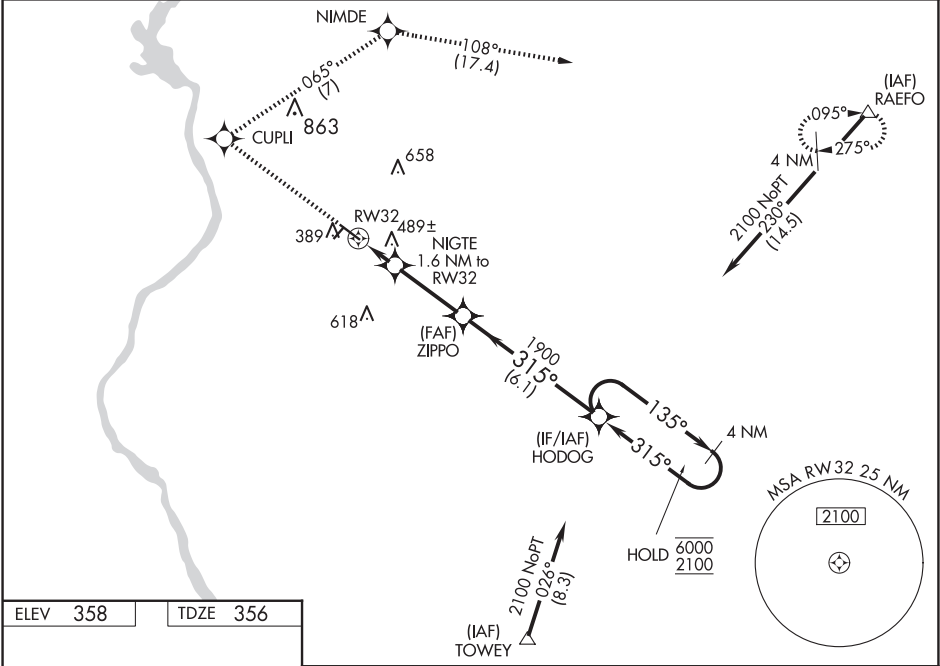 NIMDE
108°
(17.4)
065°
(7)
863
CUPLI
658
(IAF)
RAEFO
095°
275°
4 NM
2100 NoPT
230°
(14.5)
RW32
389
489±
NIGTE
1.6 NM to
RW32
618
(FAF)
ZIPPO
1900
315°
(6.1)
(IF/IAF)
HODOG
135°
315°
4 NM
HOLD 6000
2100
MSA RW32 25 NM
2100
2100 NoPT
026°
(8.3)
(IAF)
TOWEY
ELEV 358
TDZE 356